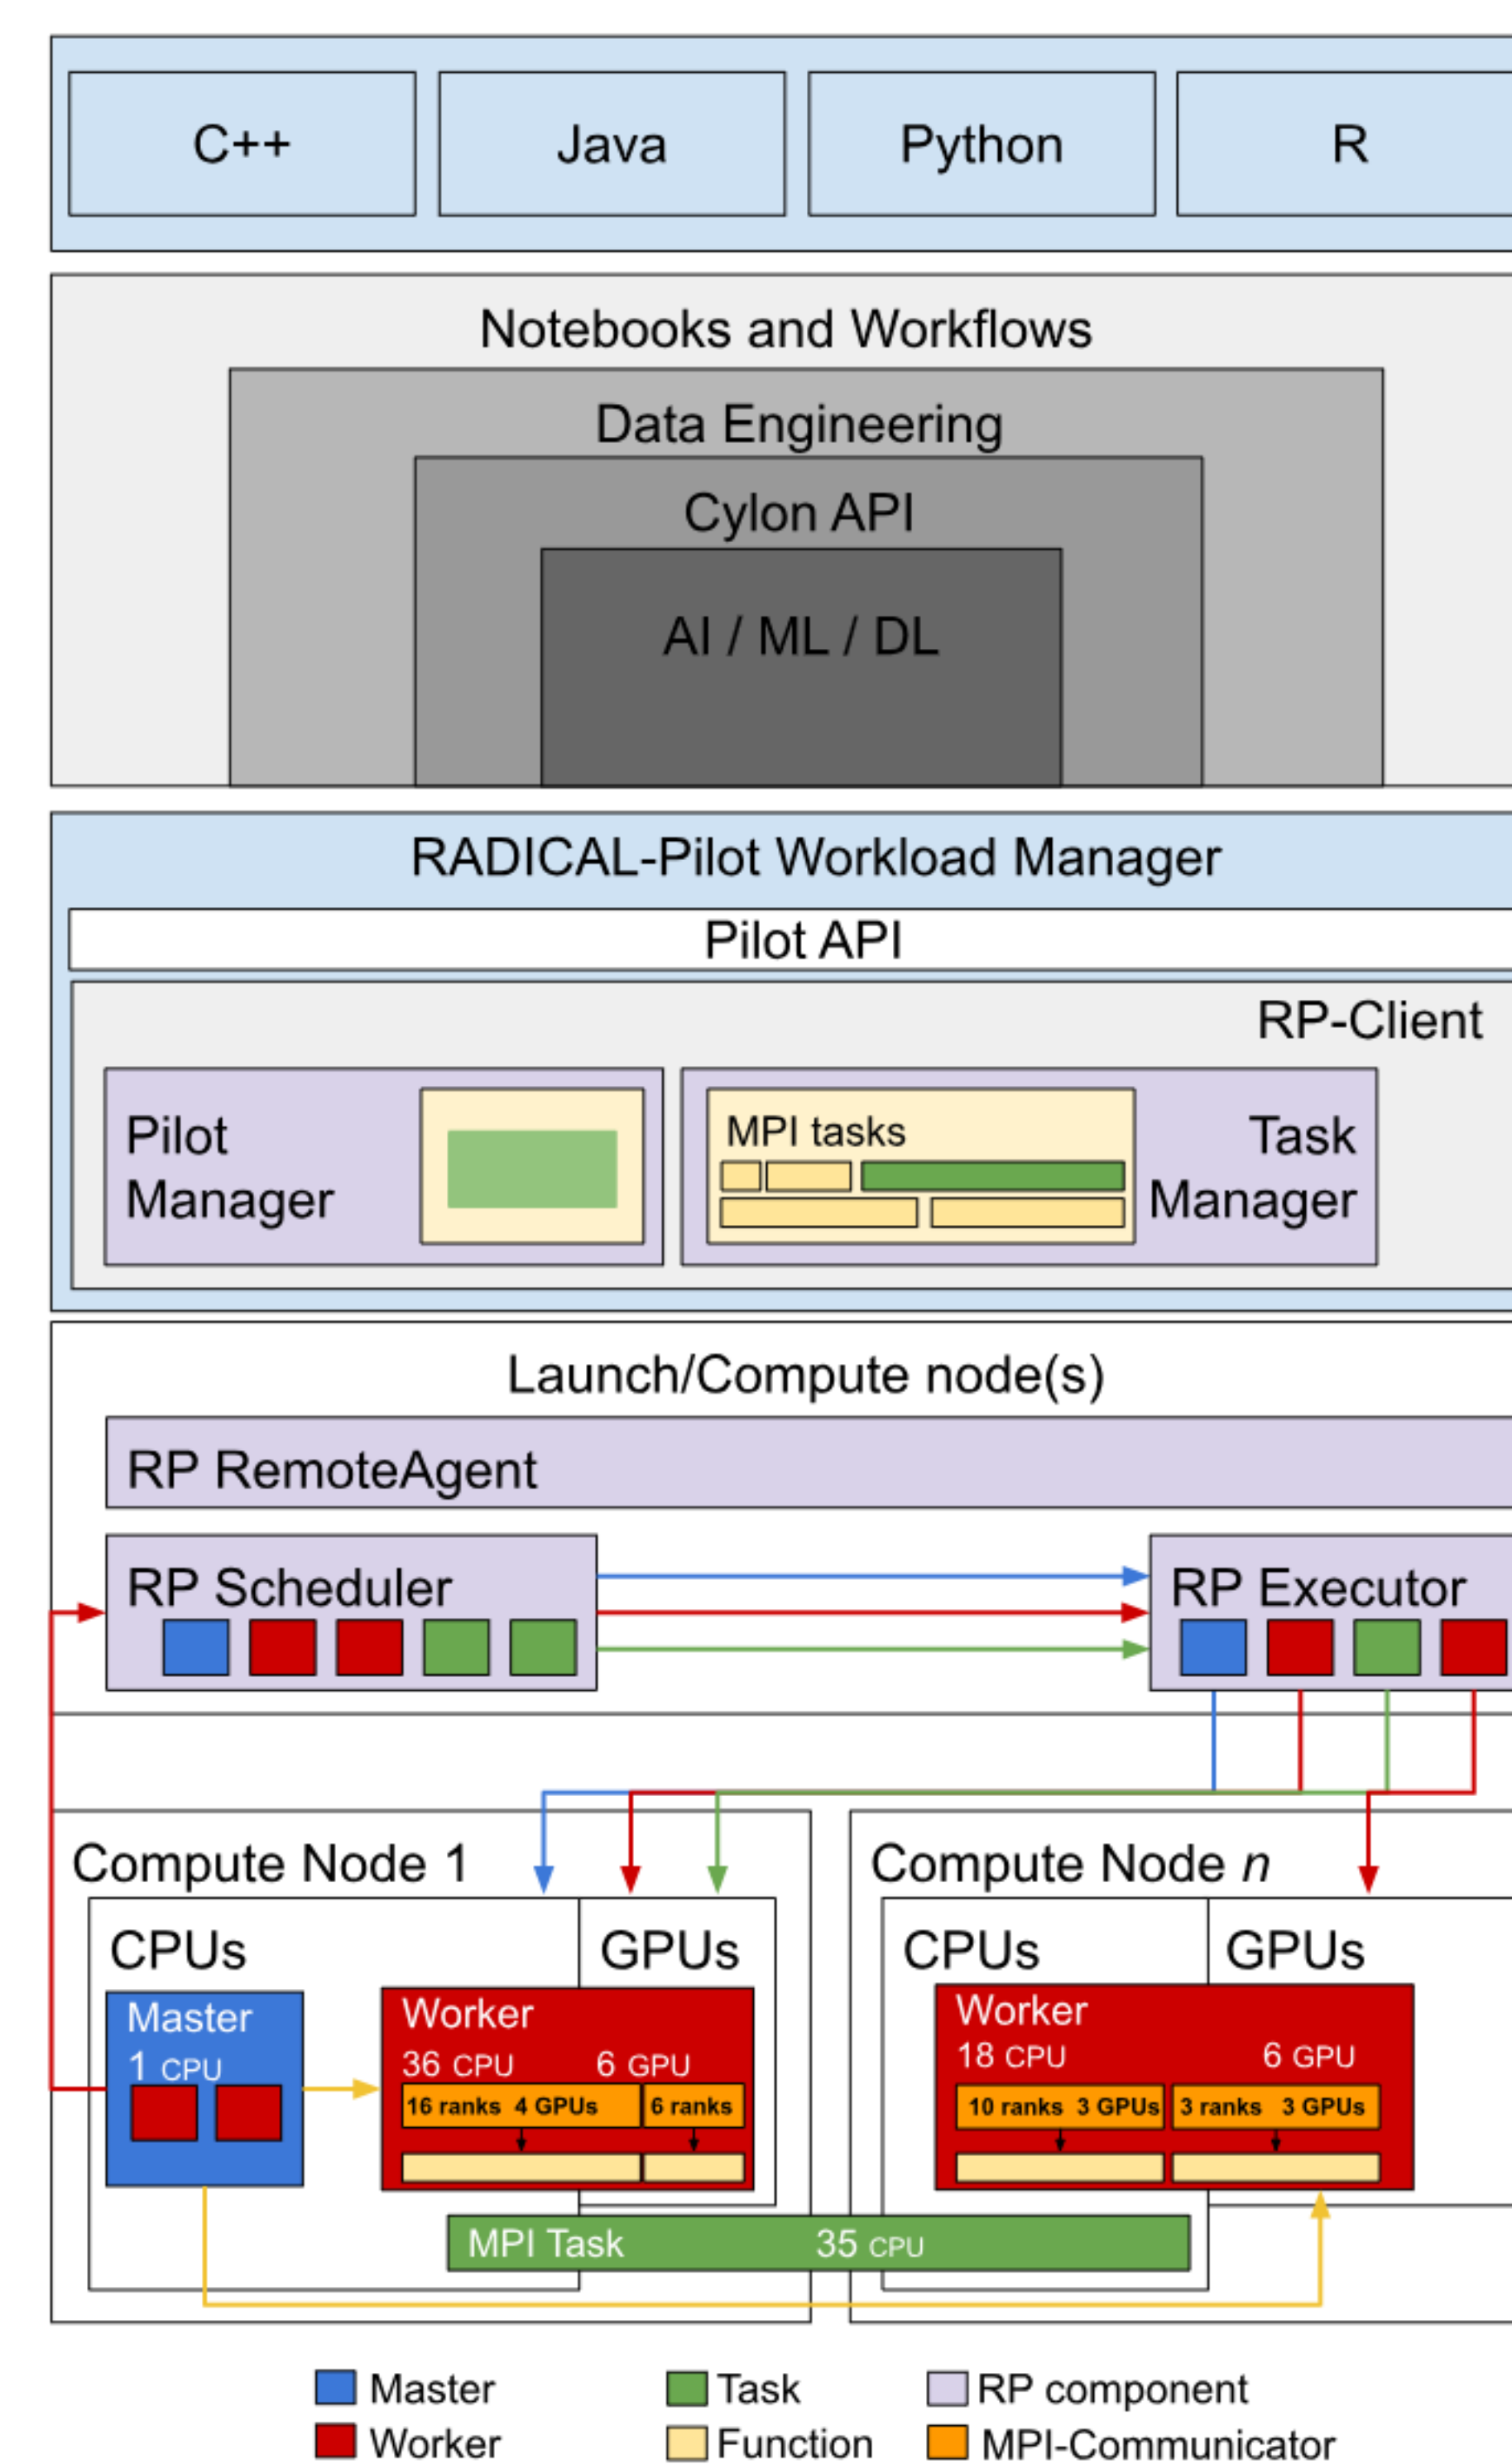 C++ Java Python R
Notebooks and Workflows
Data Engineering
Cylon API
AI / ML / DL
RADICAL-Pilot Workload Manager
Pilot API
RP-Client
Pilot
Manager
MPI tasks
Task
Manager
Launch/Compute node(s)
RP RemoteAgent
RP Scheduler
RP Executor
Compute Node 1
CPUs GPUs
Master
1 CPU
Worker
36 CPU 6 GPU
16 ranks 4 GPUs 6 ranks
Compute Node n
CPUs GPUs
Worker
18 CPU 6 GPU
10 ranks 3 GPUs 3 ranks 3 GPUs
MPI Task 35 CPU
Master Task RP component
Worker Function MPI-Communicator